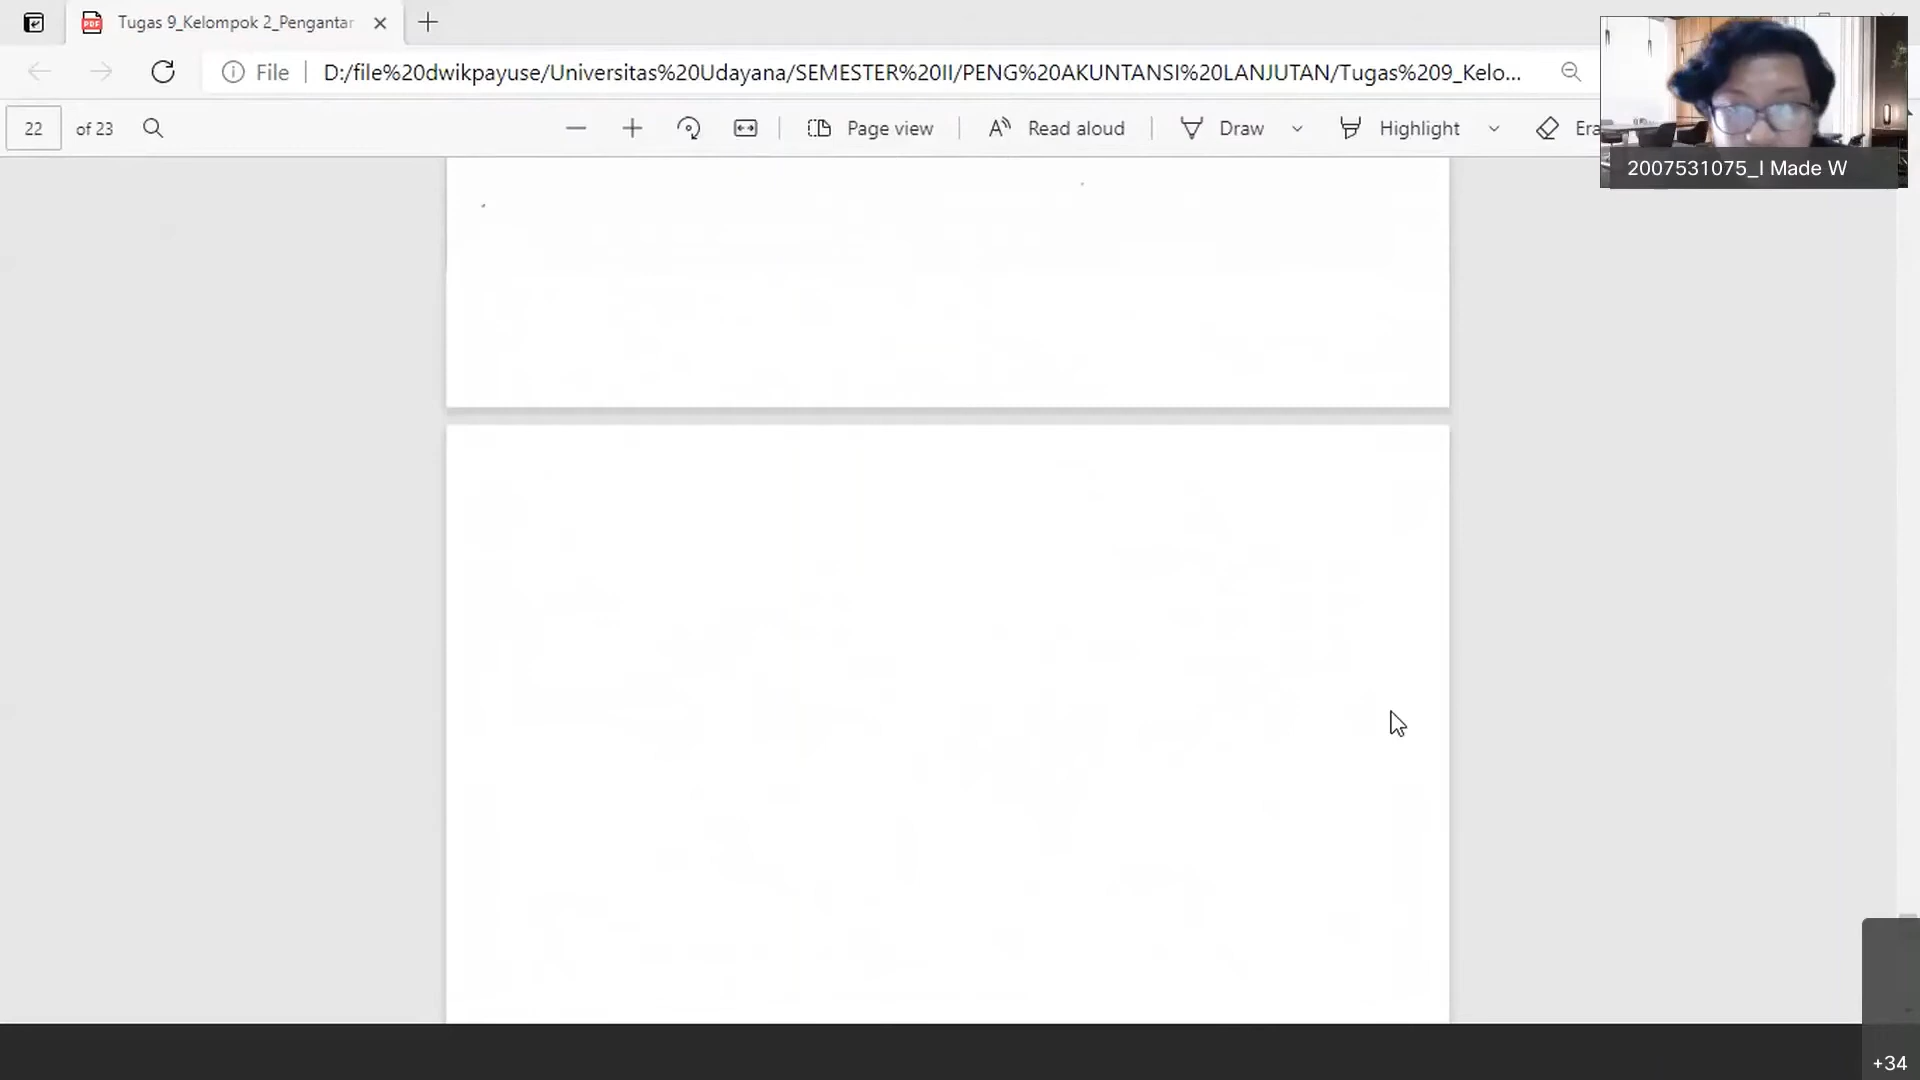 Tugas 9_Kelompok 2_Pengantar
File
D:/file%20dwikpayuse/Universitas%20Udayana/SEMESTER%20II/PENG%20AKUNTANSI%20LANJUTAN/Tugas%209_Kelo...
22 of 23
Page view
Read aloud
Draw
Highlight
Era
2007531075_I Made W
+34